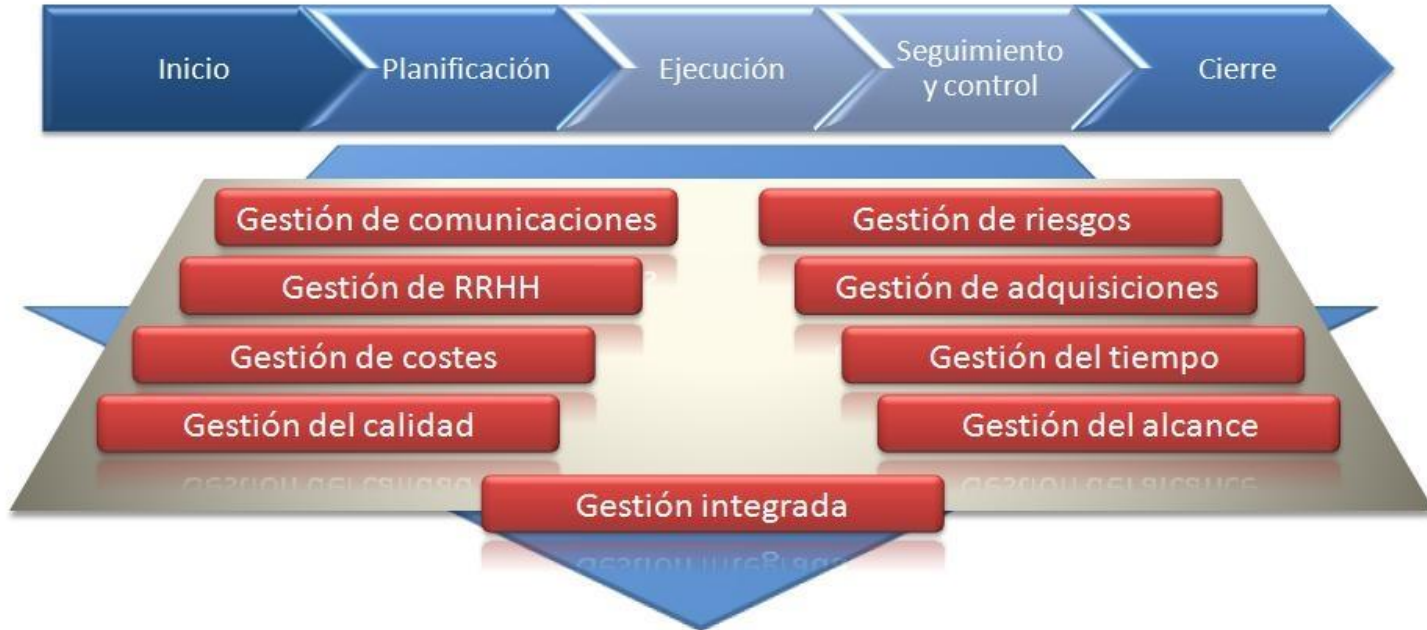 Inicio
Planificación
Ejecución
Seguimiento
y control
Cierre
Gestión de comunicaciones
Gestión de riesgos
Gestión de RRHH
Gestión de adquisiciones
Gestión de costes
Gestión del tiempo
Gestión del calidad
Gestión del alcance
Gestión integrada